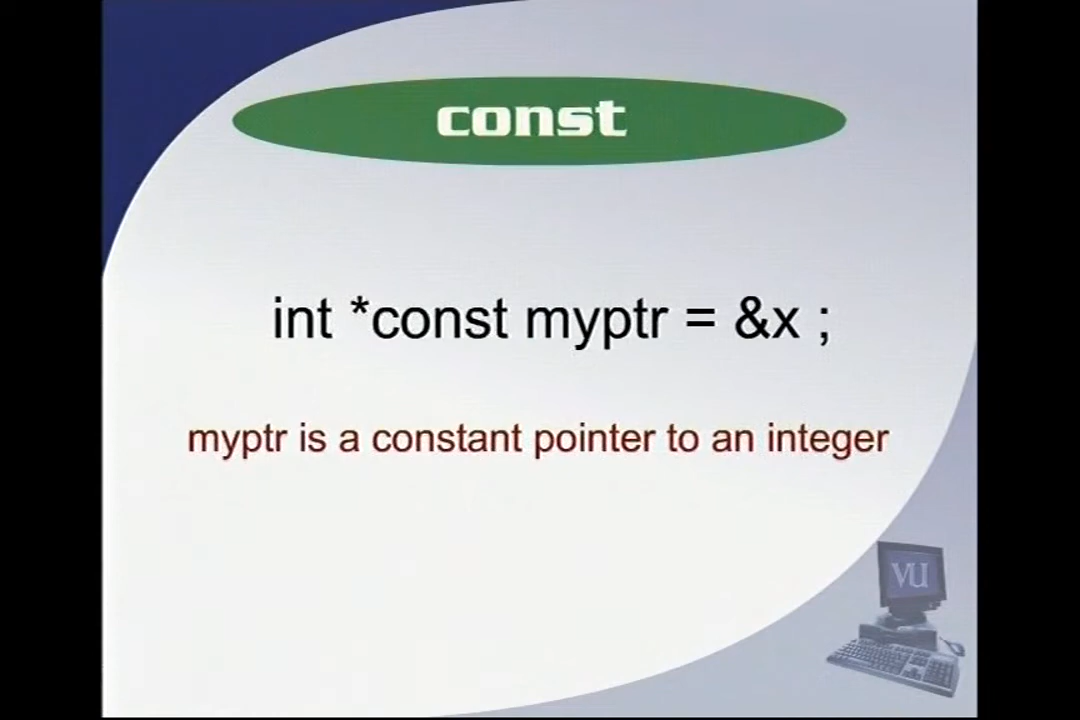 const
int *const myptr = &x ;
myptr is a constant pointer to an integer
VU